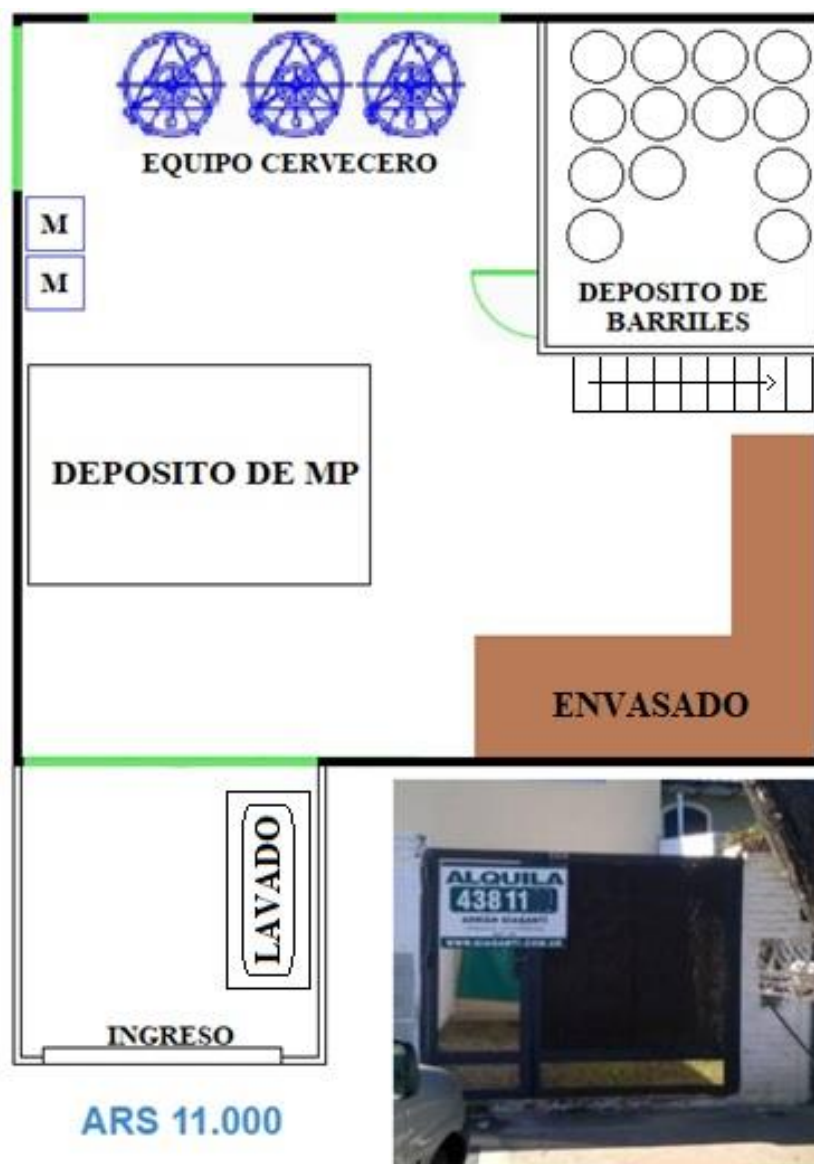 EQUIPO CERVECERO
M
M
DEPOSITO DE
BARRILES
DEPOSITO DE MP
ENVASADO
LAVADO
INGRESO
ARS 11.000
ALQUILA
43811